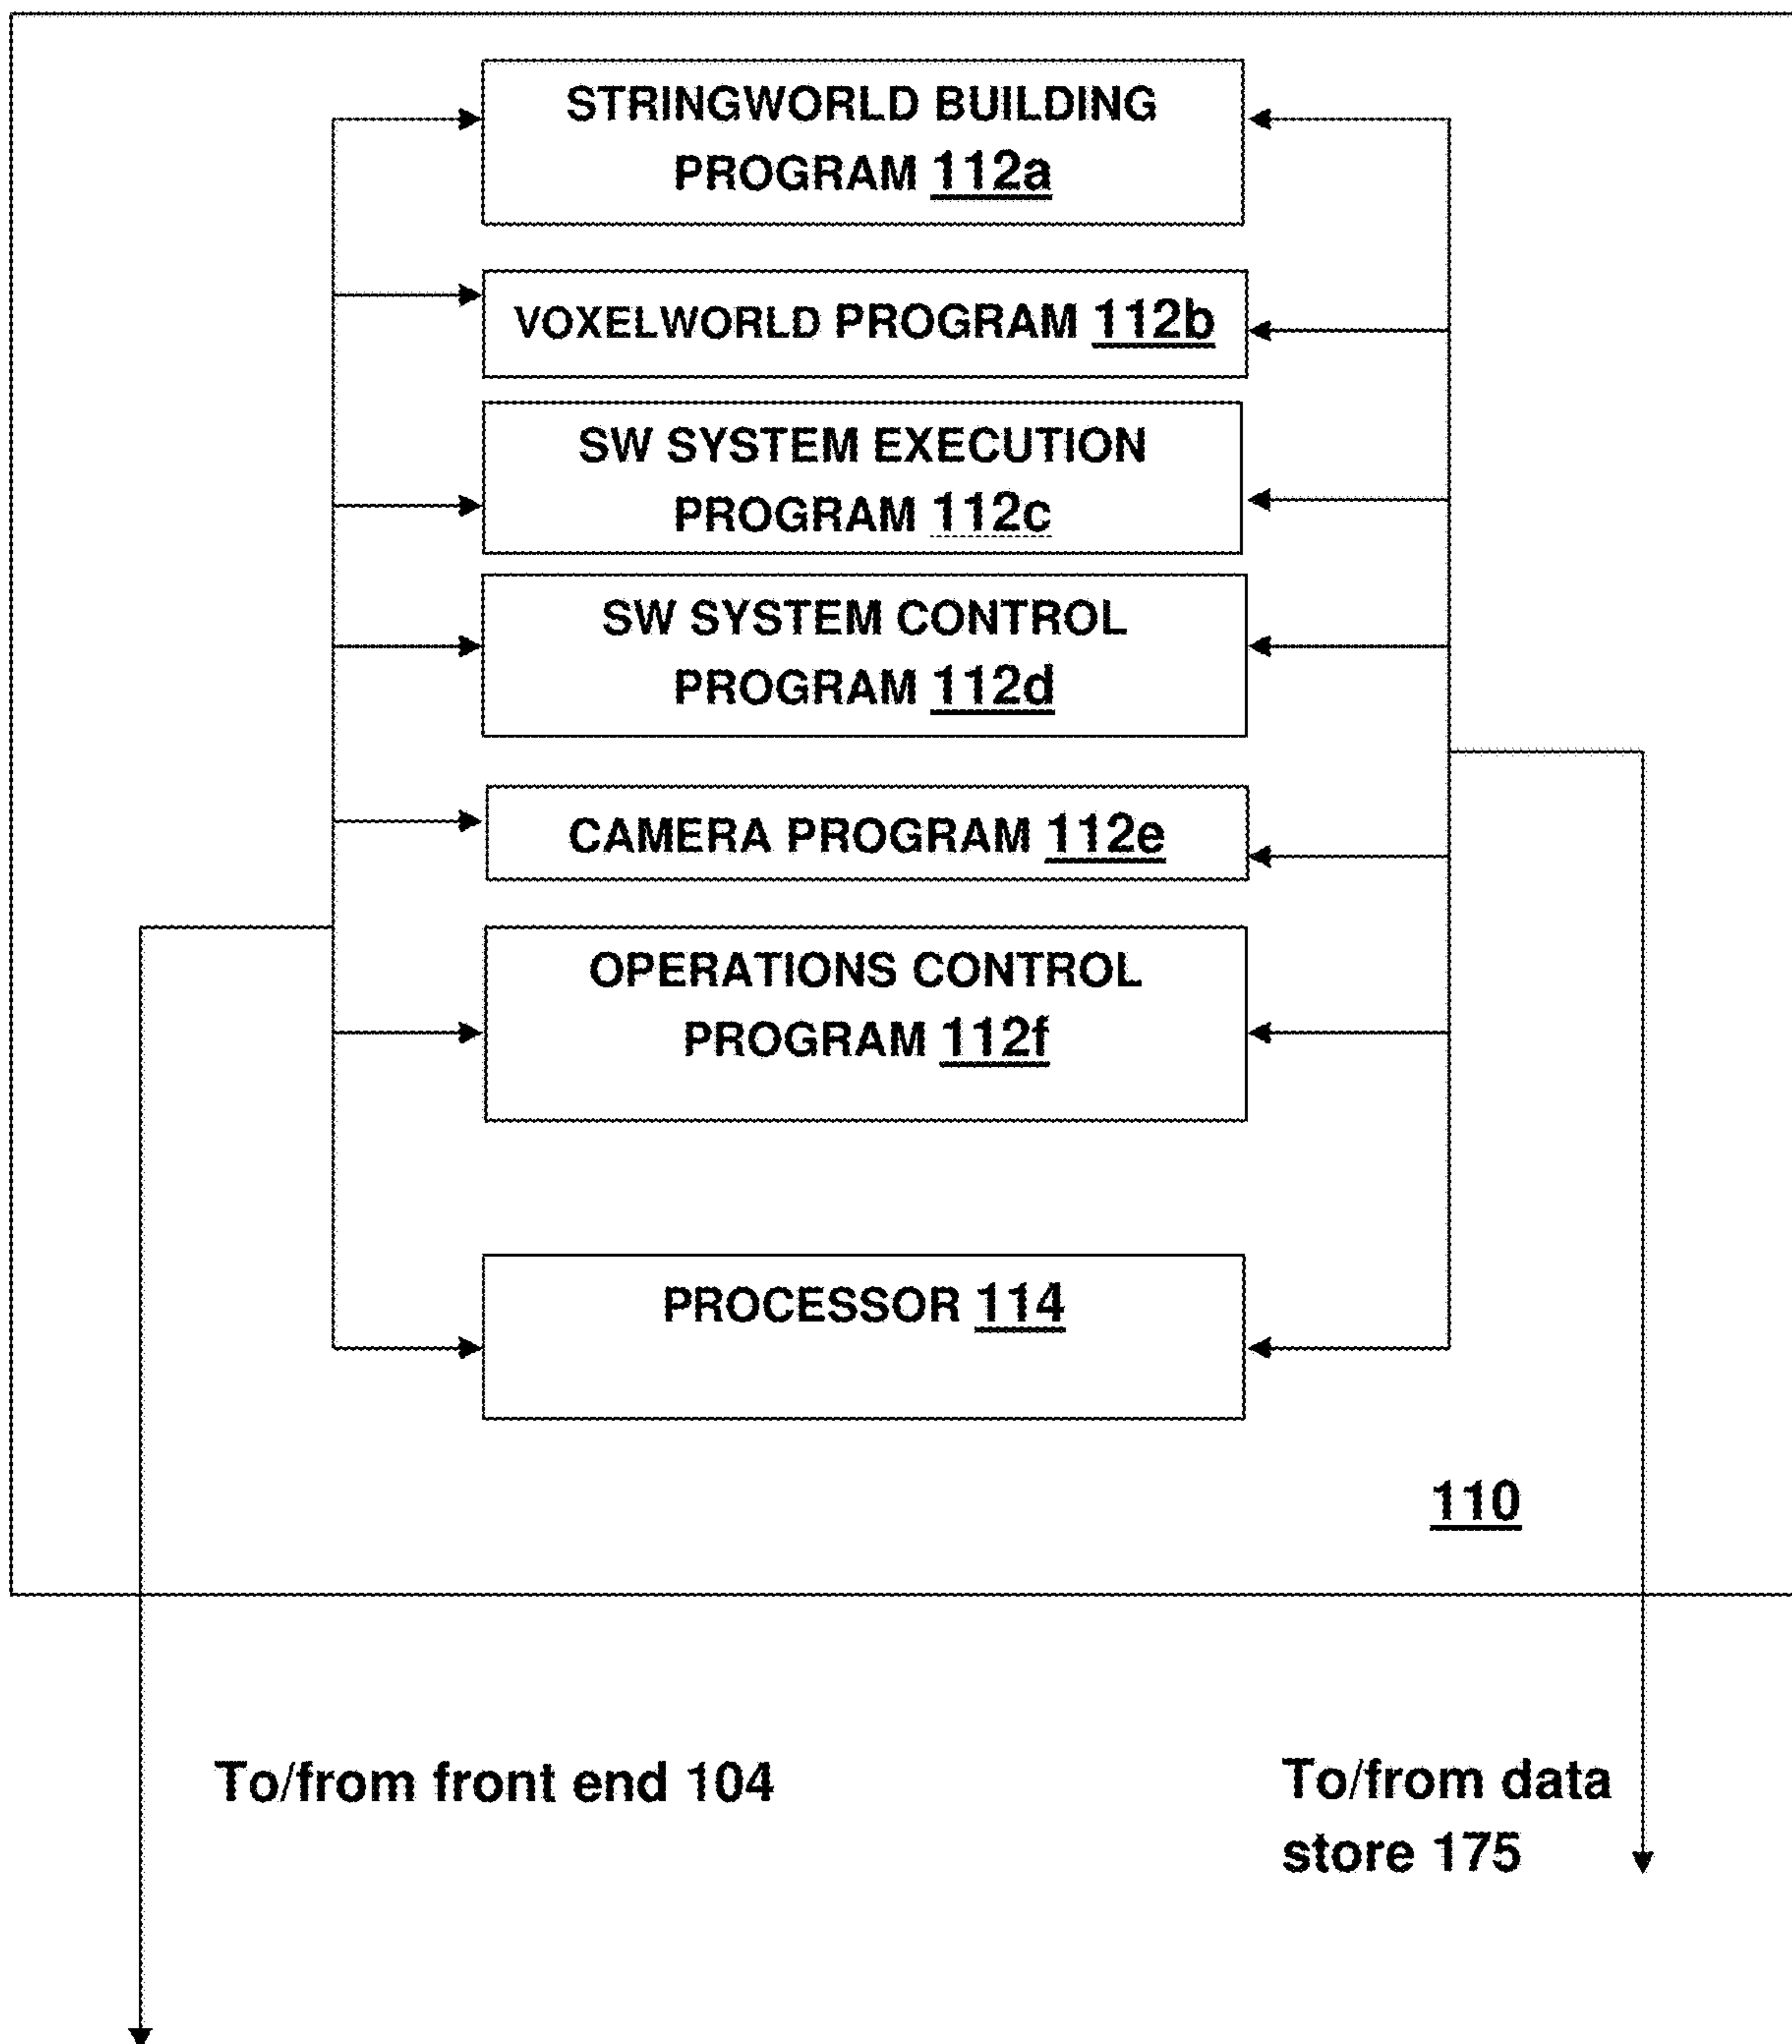 STRINGWORLD BUILDING
PROGRAM 112a
VOXELWORLD PROGRAM 112b
SW SYSTEM EXECUTION
PROGRAM 112c
SW SYSTEM CONTROL
PROGRAM 112d
CAMERA PROGRAM 112e
OPERATIONS CONTROL
PROGRAM 112f
PROCESSOR 114
110
To/from front end 104
To/from data
store 175